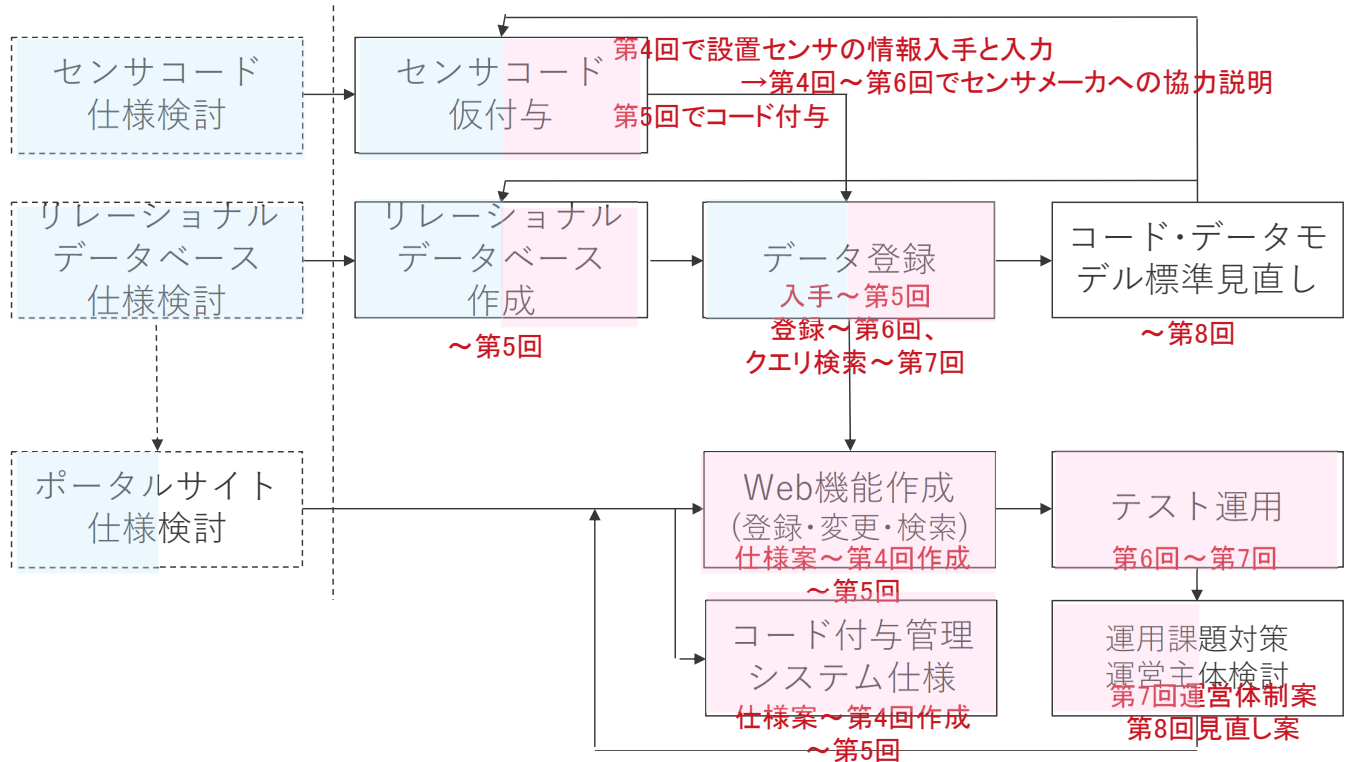 センサコード
仕様検討
センサコード
仮付与
第4回で設置センサの情報入手と入力
→第4回～第6回でセンサメーカへの協力説明
第5回でコード付与
リレーショナル
データベース
仕様検討
リレーショナル
データベース
作成
～第5回
データ登録
入手～第5回
登録～第6回、
クエリ検索～第7回
コード・データモ
デル標準見直し
～第8回
ポータルサイト
仕様検討
Web機能作成
(登録・変更・検索)
仕様案～第4回作成
～第5回
テスト運用
第6回～第7回
コード付与管理
システム仕様
仕様案～第4回作成
～第5回
運用課題対策
運営主体検討
第7回運営体制案
第8回見直し案